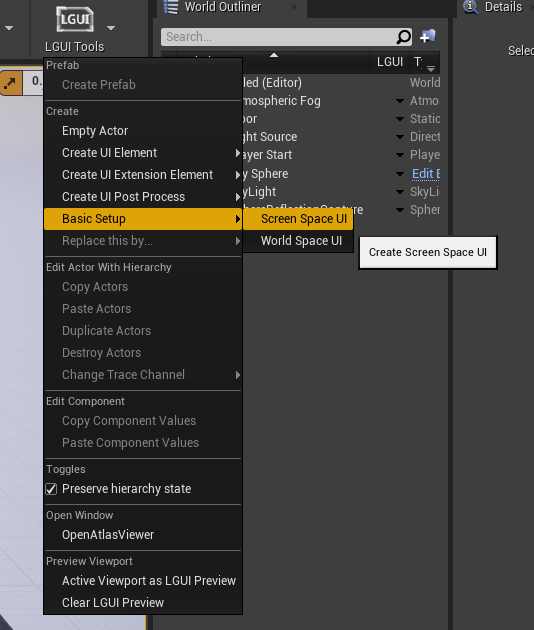 LGUI
LGUI Tools
World Outliner
Details
Search...
Selec
LGUI
Prefab
Create Prefab
Create
Empty Actor
Create UI Element
Create UI Extension Element
Create UI Post Process
Basic Setup
Replace this by...
Edit Actor With Hierarchy
Copy Actors
Paste Actors
Duplicate Actors
Destroy Actors
Change Trace Channel
Edit Component
Copy Component Values
Paste Component Values
Toggles
Preserve hierarchy state
Open Window
OpenAtlasViewer
Preview Viewport
Active Viewport as LGUI Preview
Clear LGUI Preview
led (Editor) World
mospheric Fog Atmo
oor Static
ght Source Direct
ayer Start Playe
y Sphere Edit E
yLight SkyLi
Spher
Screen Space UI
World Space UI
Create Screen Space UI
0.